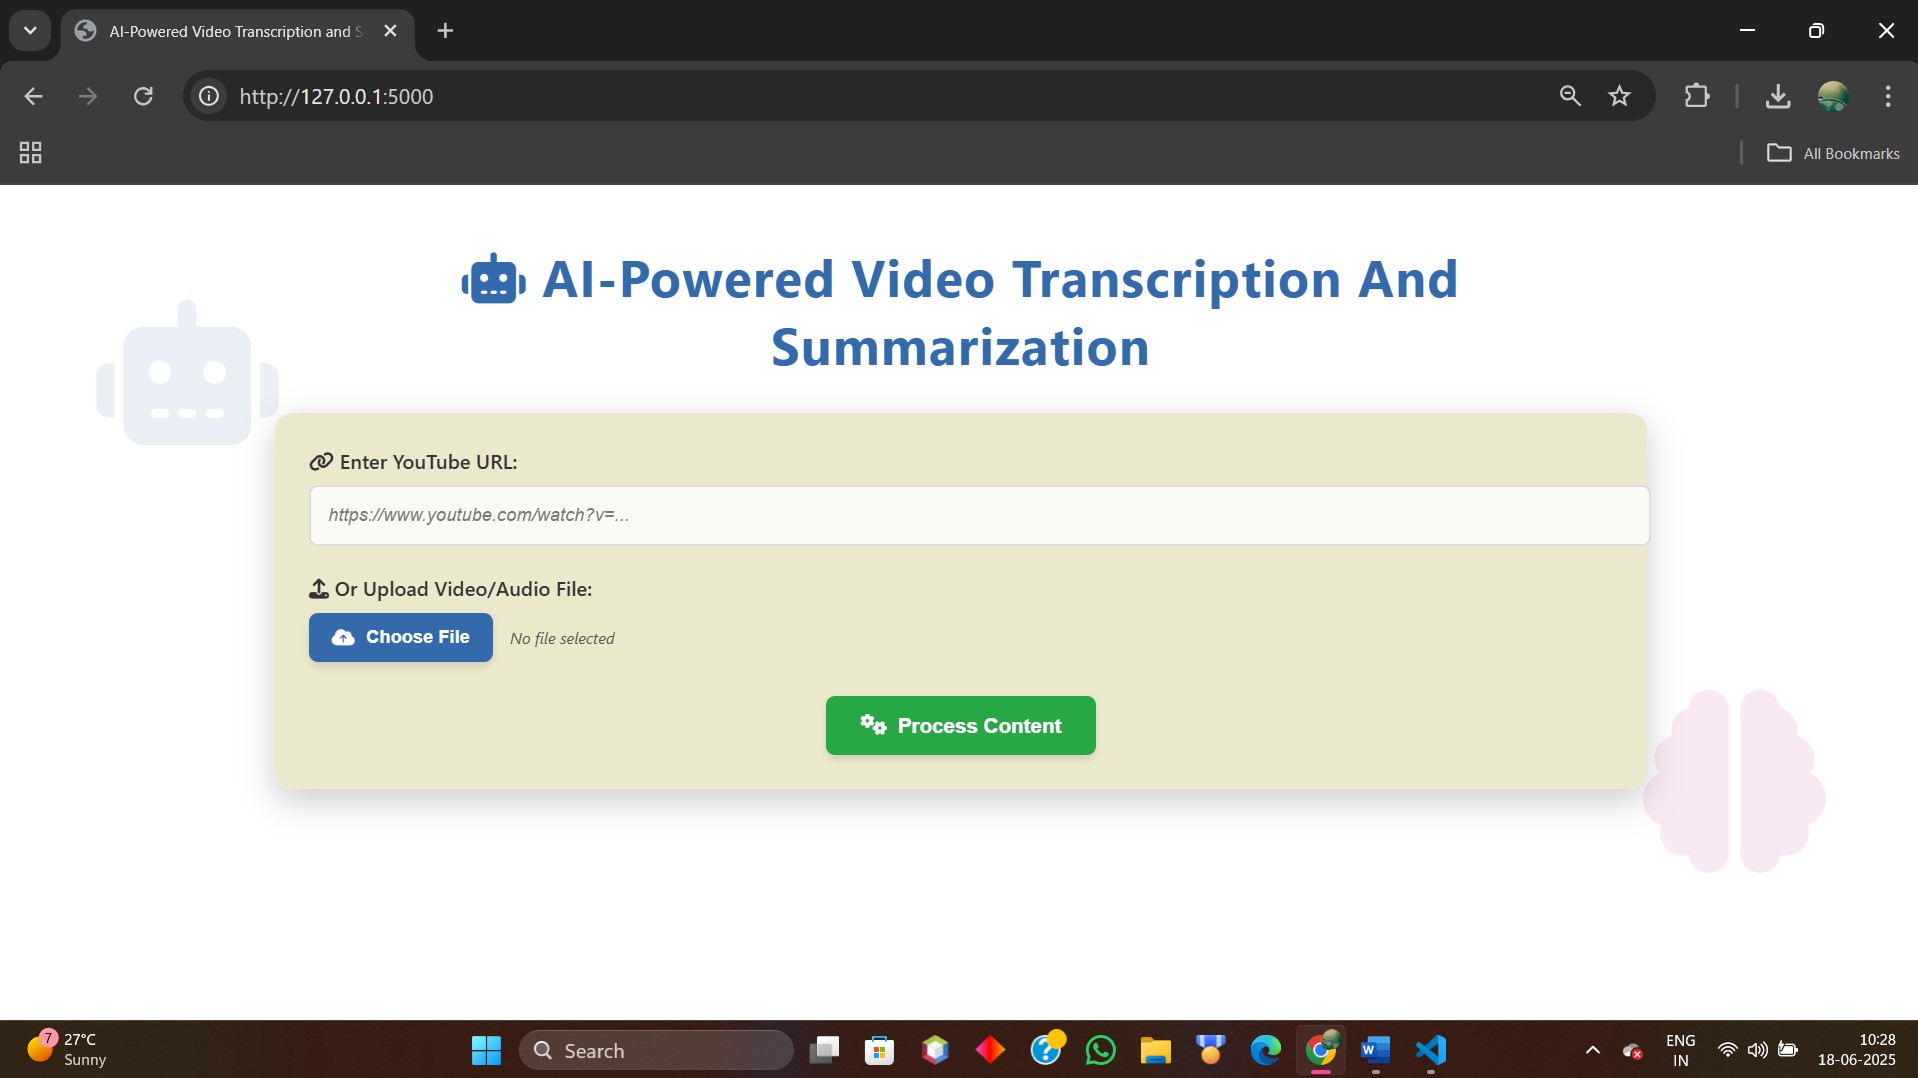 AI-Powered Video Transcription and S
http://127.0.0.1:5000
All Bookmarks
AI-Powered Video Transcription And
Summarization
Enter YouTube URL:
https://www.youtube.com/watch?v=...
Or Upload Video/Audio File:
Choose File
No file selected
Process Content
7
27°C
Sunny
Search
W
ENG
IN
10:28
18-06-2025